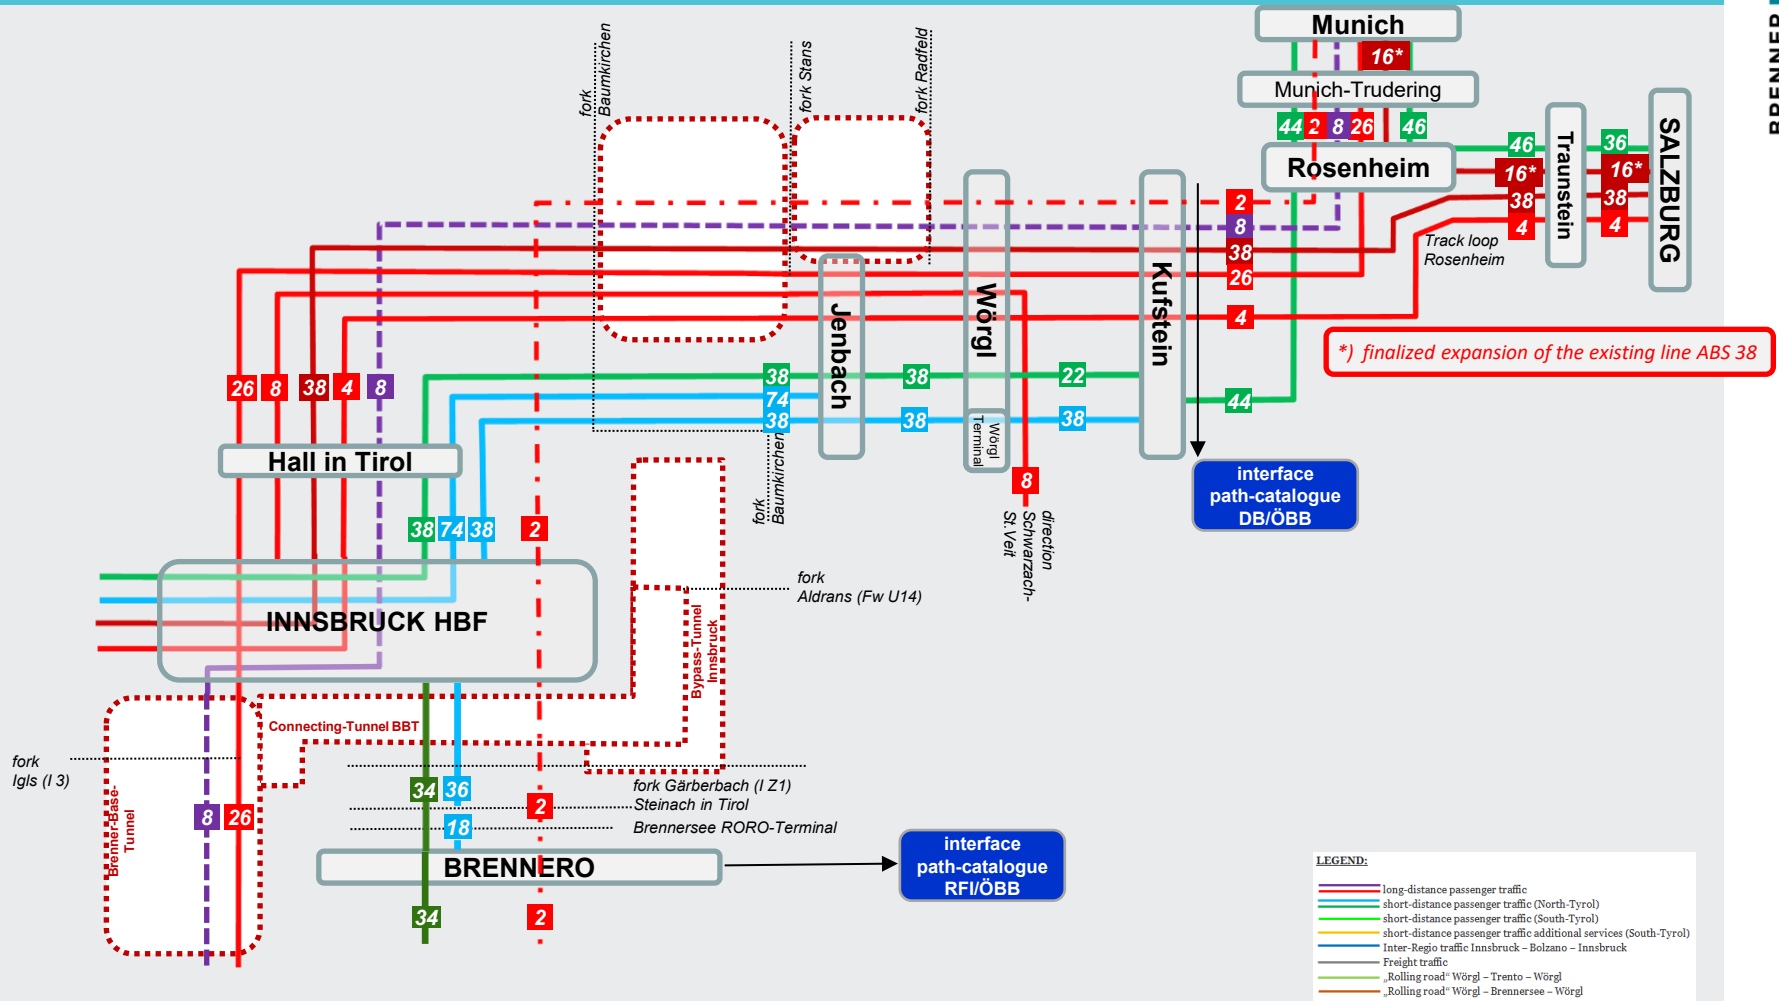 BRENNER
Munich
16*
Munich-Trudering
44 2 8 26 46
Rosenheim
46
16*
38
4
Traunstein
36
16*
38
4
SALZBURG
Track loop
Rosenheim
fork
Baumkirchen
fork Stans
fork Radfeld
2
8
38
26
4
44
Kufstein
Wörgl
Wörgl
Terminal
Jenbach
*) finalized expansion of the existing line ABS 38
26 8 38 4 8
38
74
38
38
38
22
38
Hall in Tirol
38 74 38 2
fork
Baumkirchen
8
direction
Schwarzach-
St.Veit
interface
path-catalogue
DB/ÖBB
INNSBRUCK HBF
fork
Aldrans (Fw U14)
Bypass-Tunnel
Innsbruck
Connecting-Tunnel BBT
fork
Igls (I 3)
Brenner-Base-
Tunnel
8 26
34 36
18
2
fork Gärberbach (I Z1)
Steinach in Tirol
Brennersee RORO-Terminal
BRENNERO
34
2
interface
path-catalogue
RFI/ÖBB
LEGEND:
long-distance passenger traffic
short-distance passenger traffic (North-Tyrol)
short-distance passenger traffic (South-Tyrol)
short-distance passenger traffic additional services (South-Tyrol)
Inter-Regio traffic Innsbruck – Bolzano – Innsbruck
Freight traffic
„Rolling road“ Wörgl – Trento – Wörgl
„Rolling road“ Wörgl – Brennersee – Wörgl